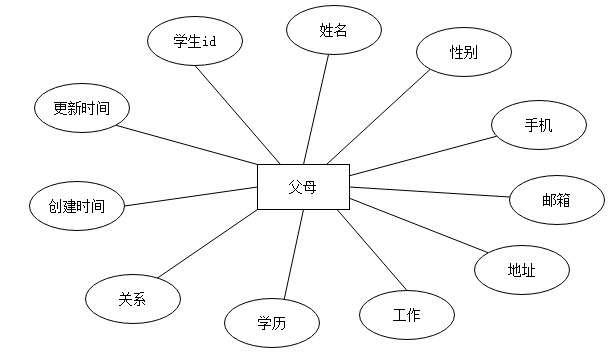 姓名
学生id
性别
更新时间
手机
父母
创建时间
邮箱
地址
关系
工作
学历